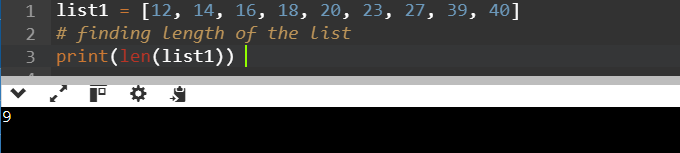 1 list1 = [12, 14, 16, 18, 20, 23, 27, 39, 40]
2 # finding length of the list
3 print(len(list1))
9